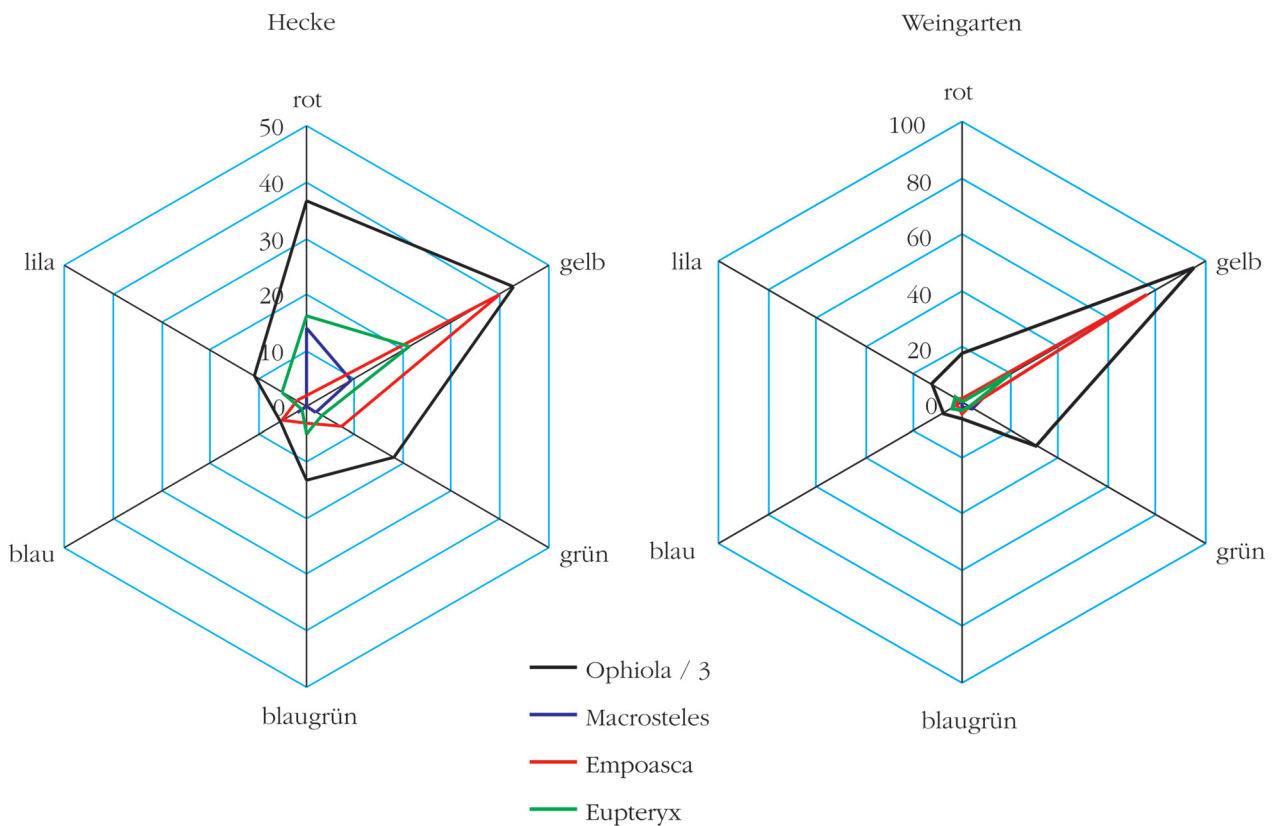 Hecke
rot
50
40
30
20
10
0
lila
gelb
blau
grün
blaugrün
Weingarten
rot
100
80
60
40
20
0
lila
gelb
blau
grün
blaugrün
Ophiola / 3
Macrosteles
Empoasca
Eupteryx